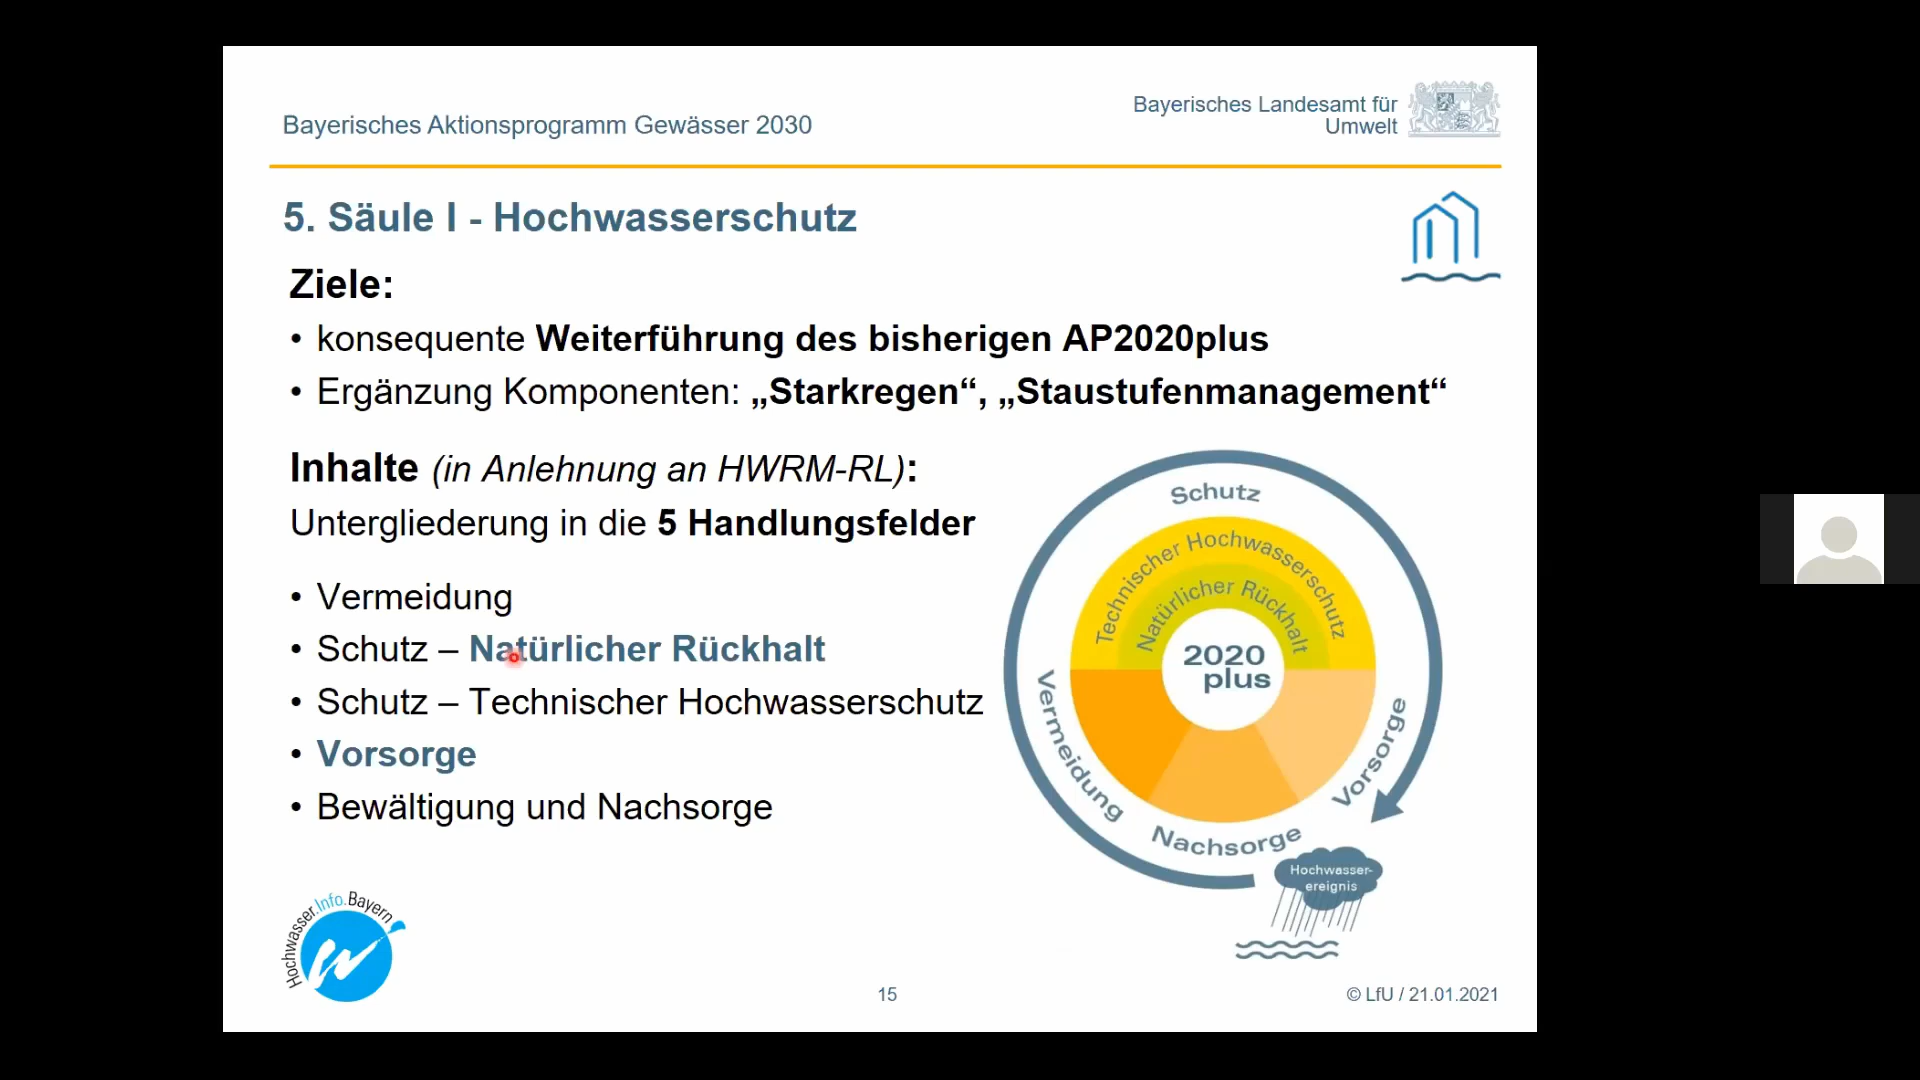 Bayerisches Aktionsprogramm Gewässer 2030
Bayerisches Landesamt für
Umwelt
5. Säule I - Hochwasserschutz
Ziele:
• konsequente Weiterführung des bisherigen AP2020plus
• Ergänzung Komponenten: „Starkregen“, „Staustufenmanagement“
Inhalte (in Anlehnung an HWRM-RL):
Untergliederung in die 5 Handlungsfelder
• Vermeidung
• Schutz – Natürlicher Rückhalt
• Schutz – Technischer Hochwasserschutz
• Vorsorge
• Bewältigung und Nachsorge
Schutz
Technischer Hochwasserschutz
Natürlicher Rückhalt
2020
plus
Vermeidung
Vorsorge
Nachsorge
Hochwasser-
ereignis
Hochwasser.Info.Bayern
15
© LfU / 21.01.2021